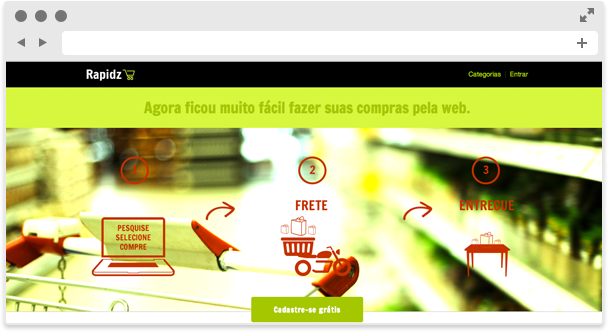 Rapidz
Categorias | Entrar
Agora ficou muito fácil fazer suas compras pela web.
1
2
3
FRETE
ENTREGUE
PESQUISE
SELECIONE
COMPRE
Cadastre-se grátis